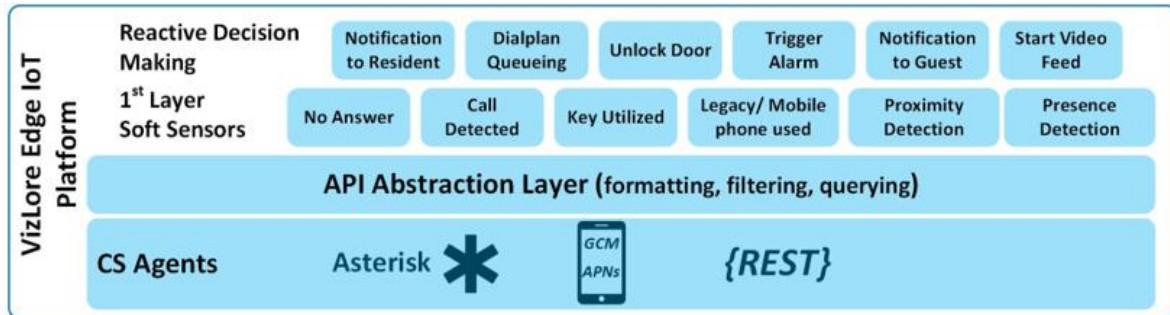 VizLore Edge IoT
Platform
Reactive Decision
Making
Notification
to Resident
Dialplan
Queueing
Unlock Door
Trigger
Alarm
Notification
to Guest
Start Video
Feed
1st Layer
Soft Sensors
No Answer
Call
Detected
Key Utilized
Legacy/ Mobile
phone used
Proximity
Detection
Presence
Detection
API Abstraction Layer (formatting, filtering, querying)
CS Agents
Asterisk
GCM
APNs
{REST}